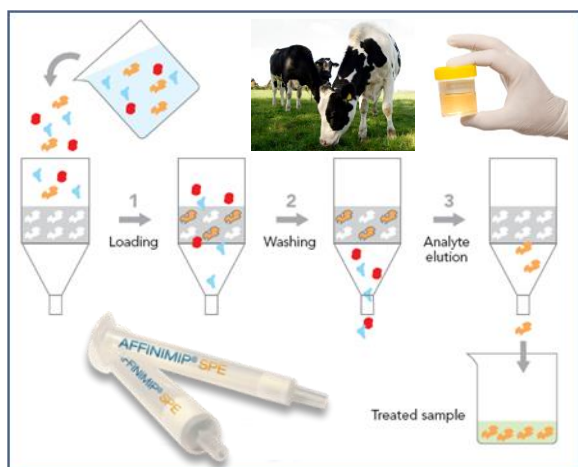 1
Loading
2
Washing
3
Analyte
elution
AFFINIMIP® SPE
AFFINIMIP® SPE
Treated sample